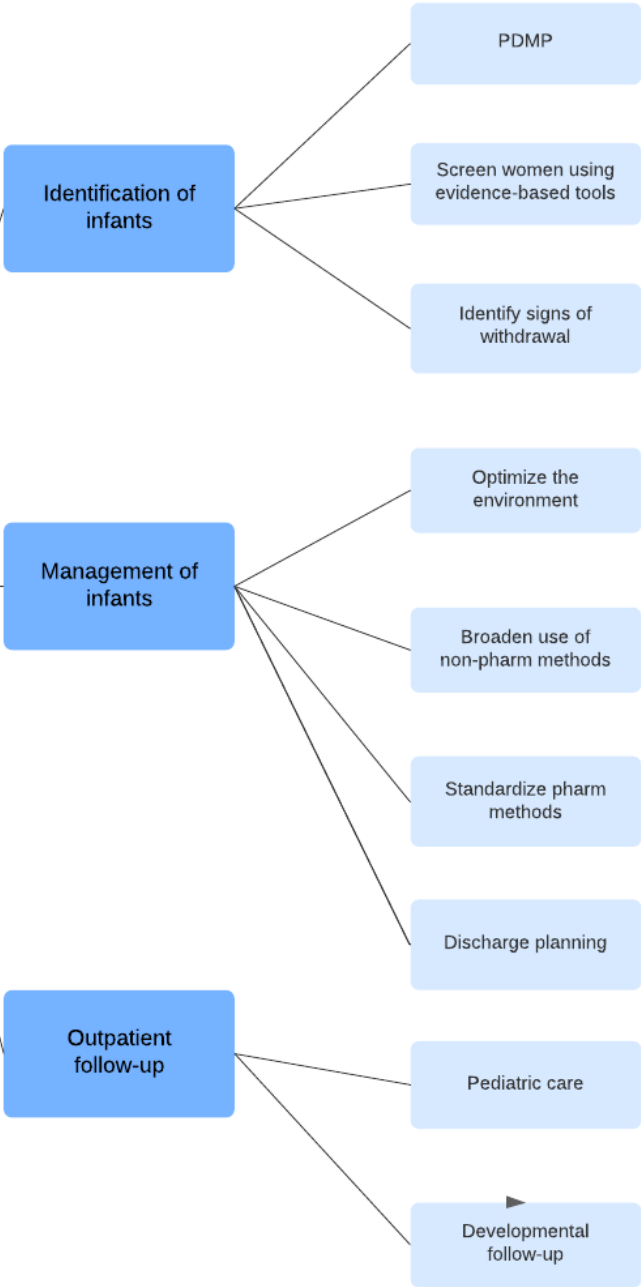 PDMP
Identification of
infants
Screen women using
evidence-based tools
Identify signs of
withdrawal
Optimize the
environment
Management of
infants
Broaden use of
non-pharm methods
Standardize pharm
methods
Discharge planning
Outpatient
follow-up
Pediatric care
Developmental
follow-up